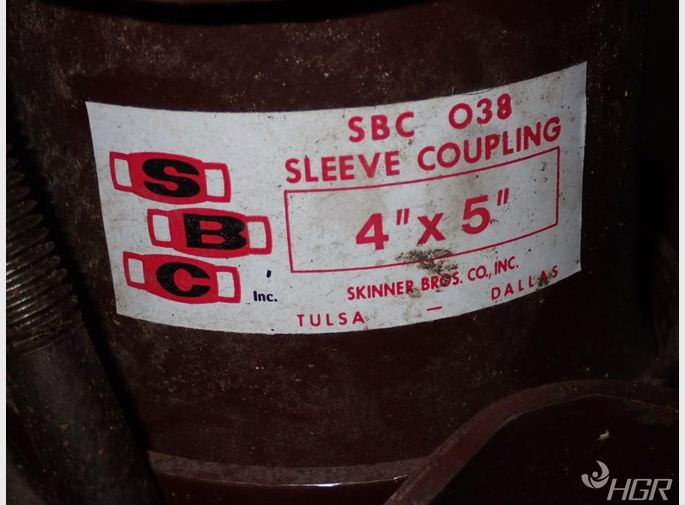 SBC 038
SLEEVE COUPLING
4" x 5"
SKINNER BROS. CO., INC.
TULSA — DALLAS
S
B
C
Inc.
HGR